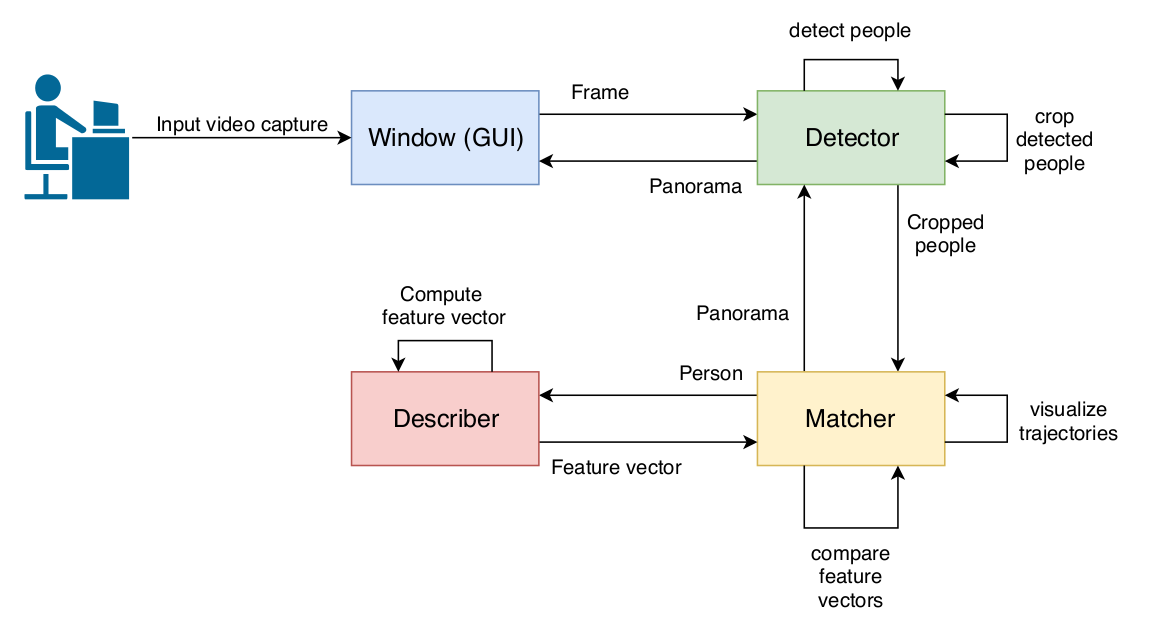 detect people
Frame
Input video capture
Window (GUI)
Detector
crop
detected
people
Panorama
Cropped
people
Compute
feature vector
Panorama
Person
Describer
Matcher
visualize
trajectories
Feature vector
compare
feature
vectors